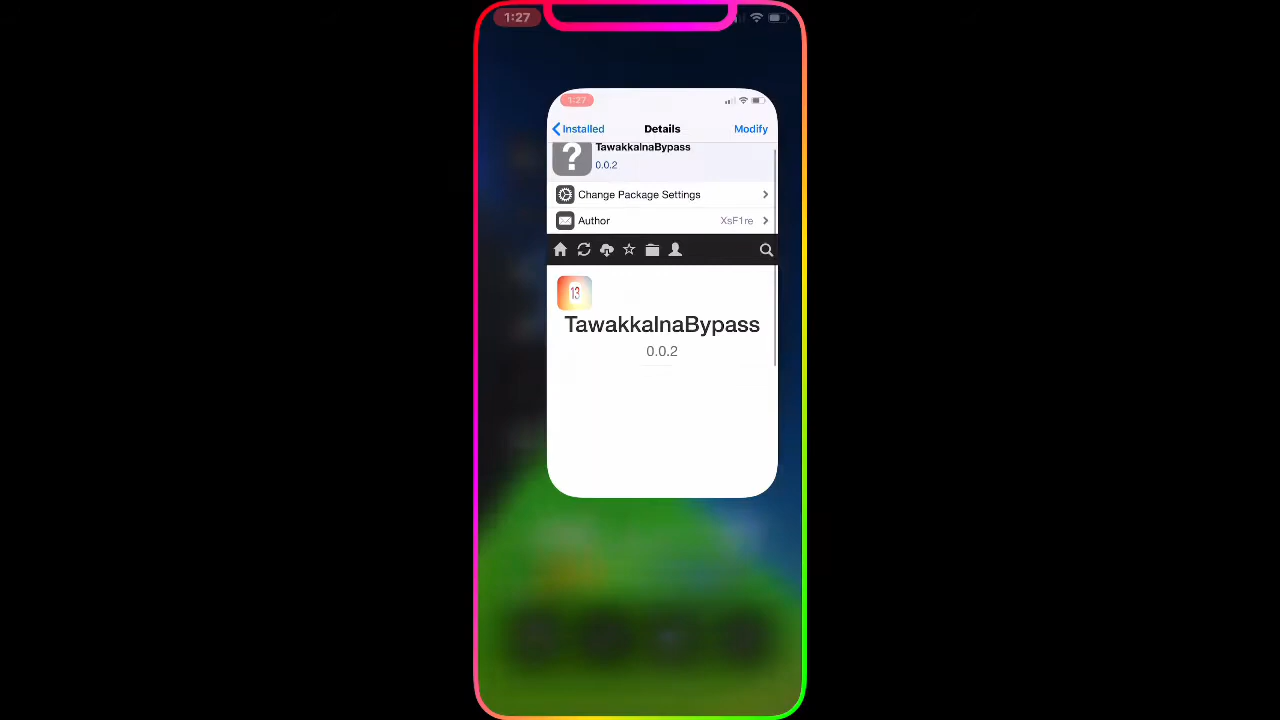 1:27
1:27
Installed
Details
Modify
TawakkalnaBypass
0.0.2
Change Package Settings
Author
XsF1re
13
TawakkalnaBypass
0.0.2